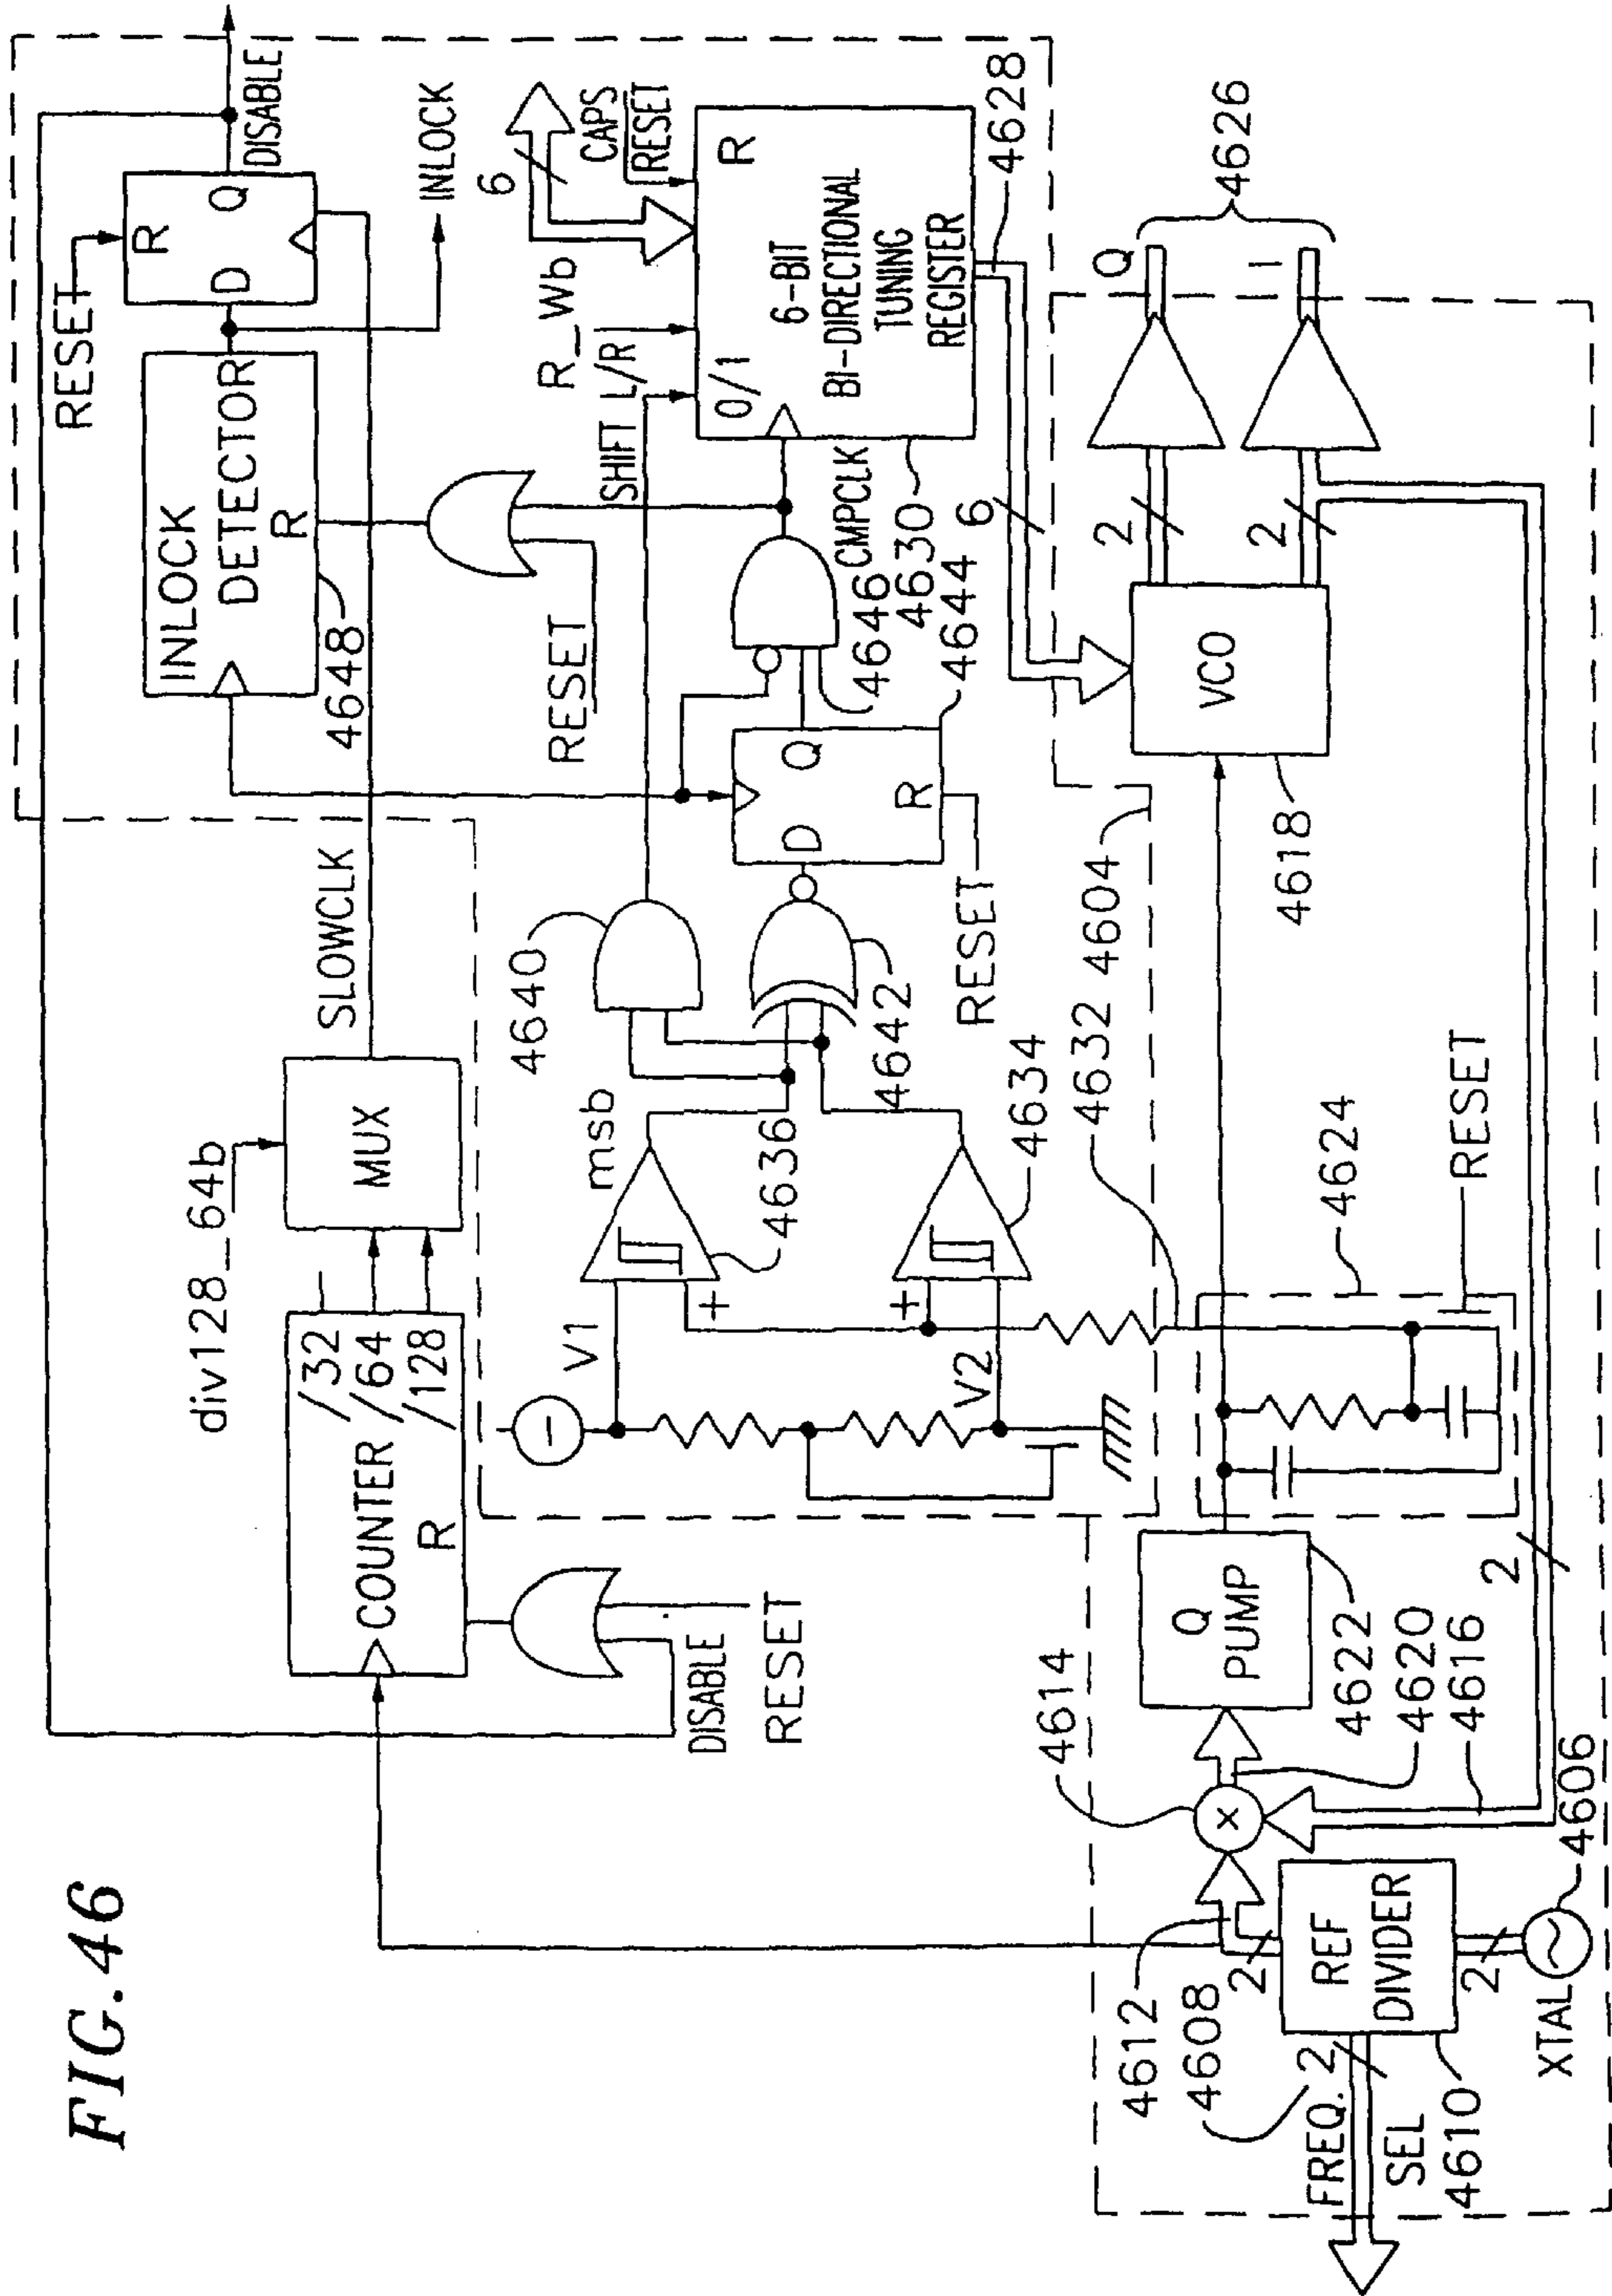 FIG. 46
RESET
D
R
Q
DISABLE
INLOCK
DETECTOR
R
4648
INLOCK
RESET
SLOWCLK
div128_64b
MUX
COUNTER
/32
/64
/128
R
DISABLE
RESET
SHIFT L/R
R_Wb
6
CAPS
RESET
0/1
R
6-BIT
BI-DIRECTIONAL
TUNING
REGISTER
4628
CMPCLK
4646
4630
4644
6
D
Q
R
RESET
4640
4642
msb
4636
4634
V1
+
+
V2
4632
4604
4624
RESET
4618
VCO
2
2
Q
I
4626
Q
PUMP
4622
4620
4616
4614
×
2
4612
4608
2
FREQ.
2
SEL
4610
REF
DIVIDER
2
XTAL
4606